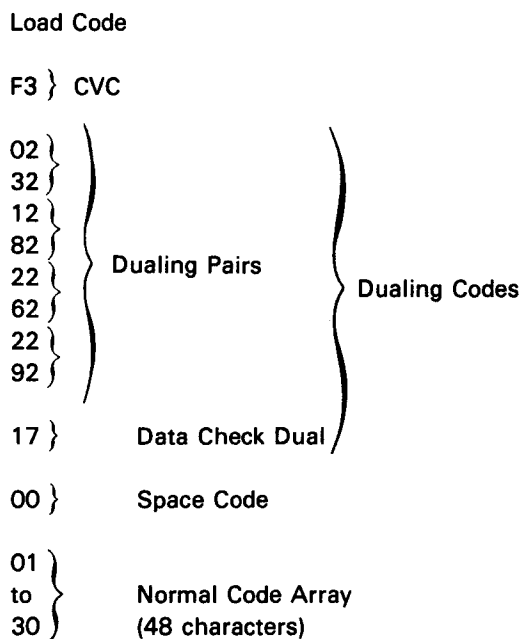 Load Code
F3 } CVC
02
32
12
82
22
62
22
92
Dualing Pairs
Dualing Codes
17 } Data Check Dual
00 } Space Code
01
to
30
Normal Code Array
(48 characters)